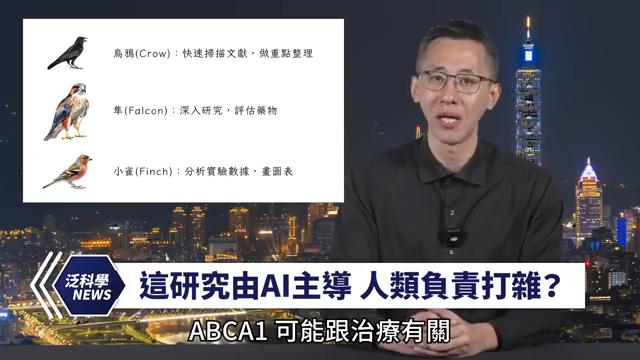 烏鴉(Crow)：快速掃描文獻，做重點整理
隼(Falcon)：深入研究，評估藥物
小雀(Finch)：分析實驗數據、畫圖表
泛科學
NEWS
這研究由AI主導 人類負責打雜？
ABCA1 可能跟治療有關